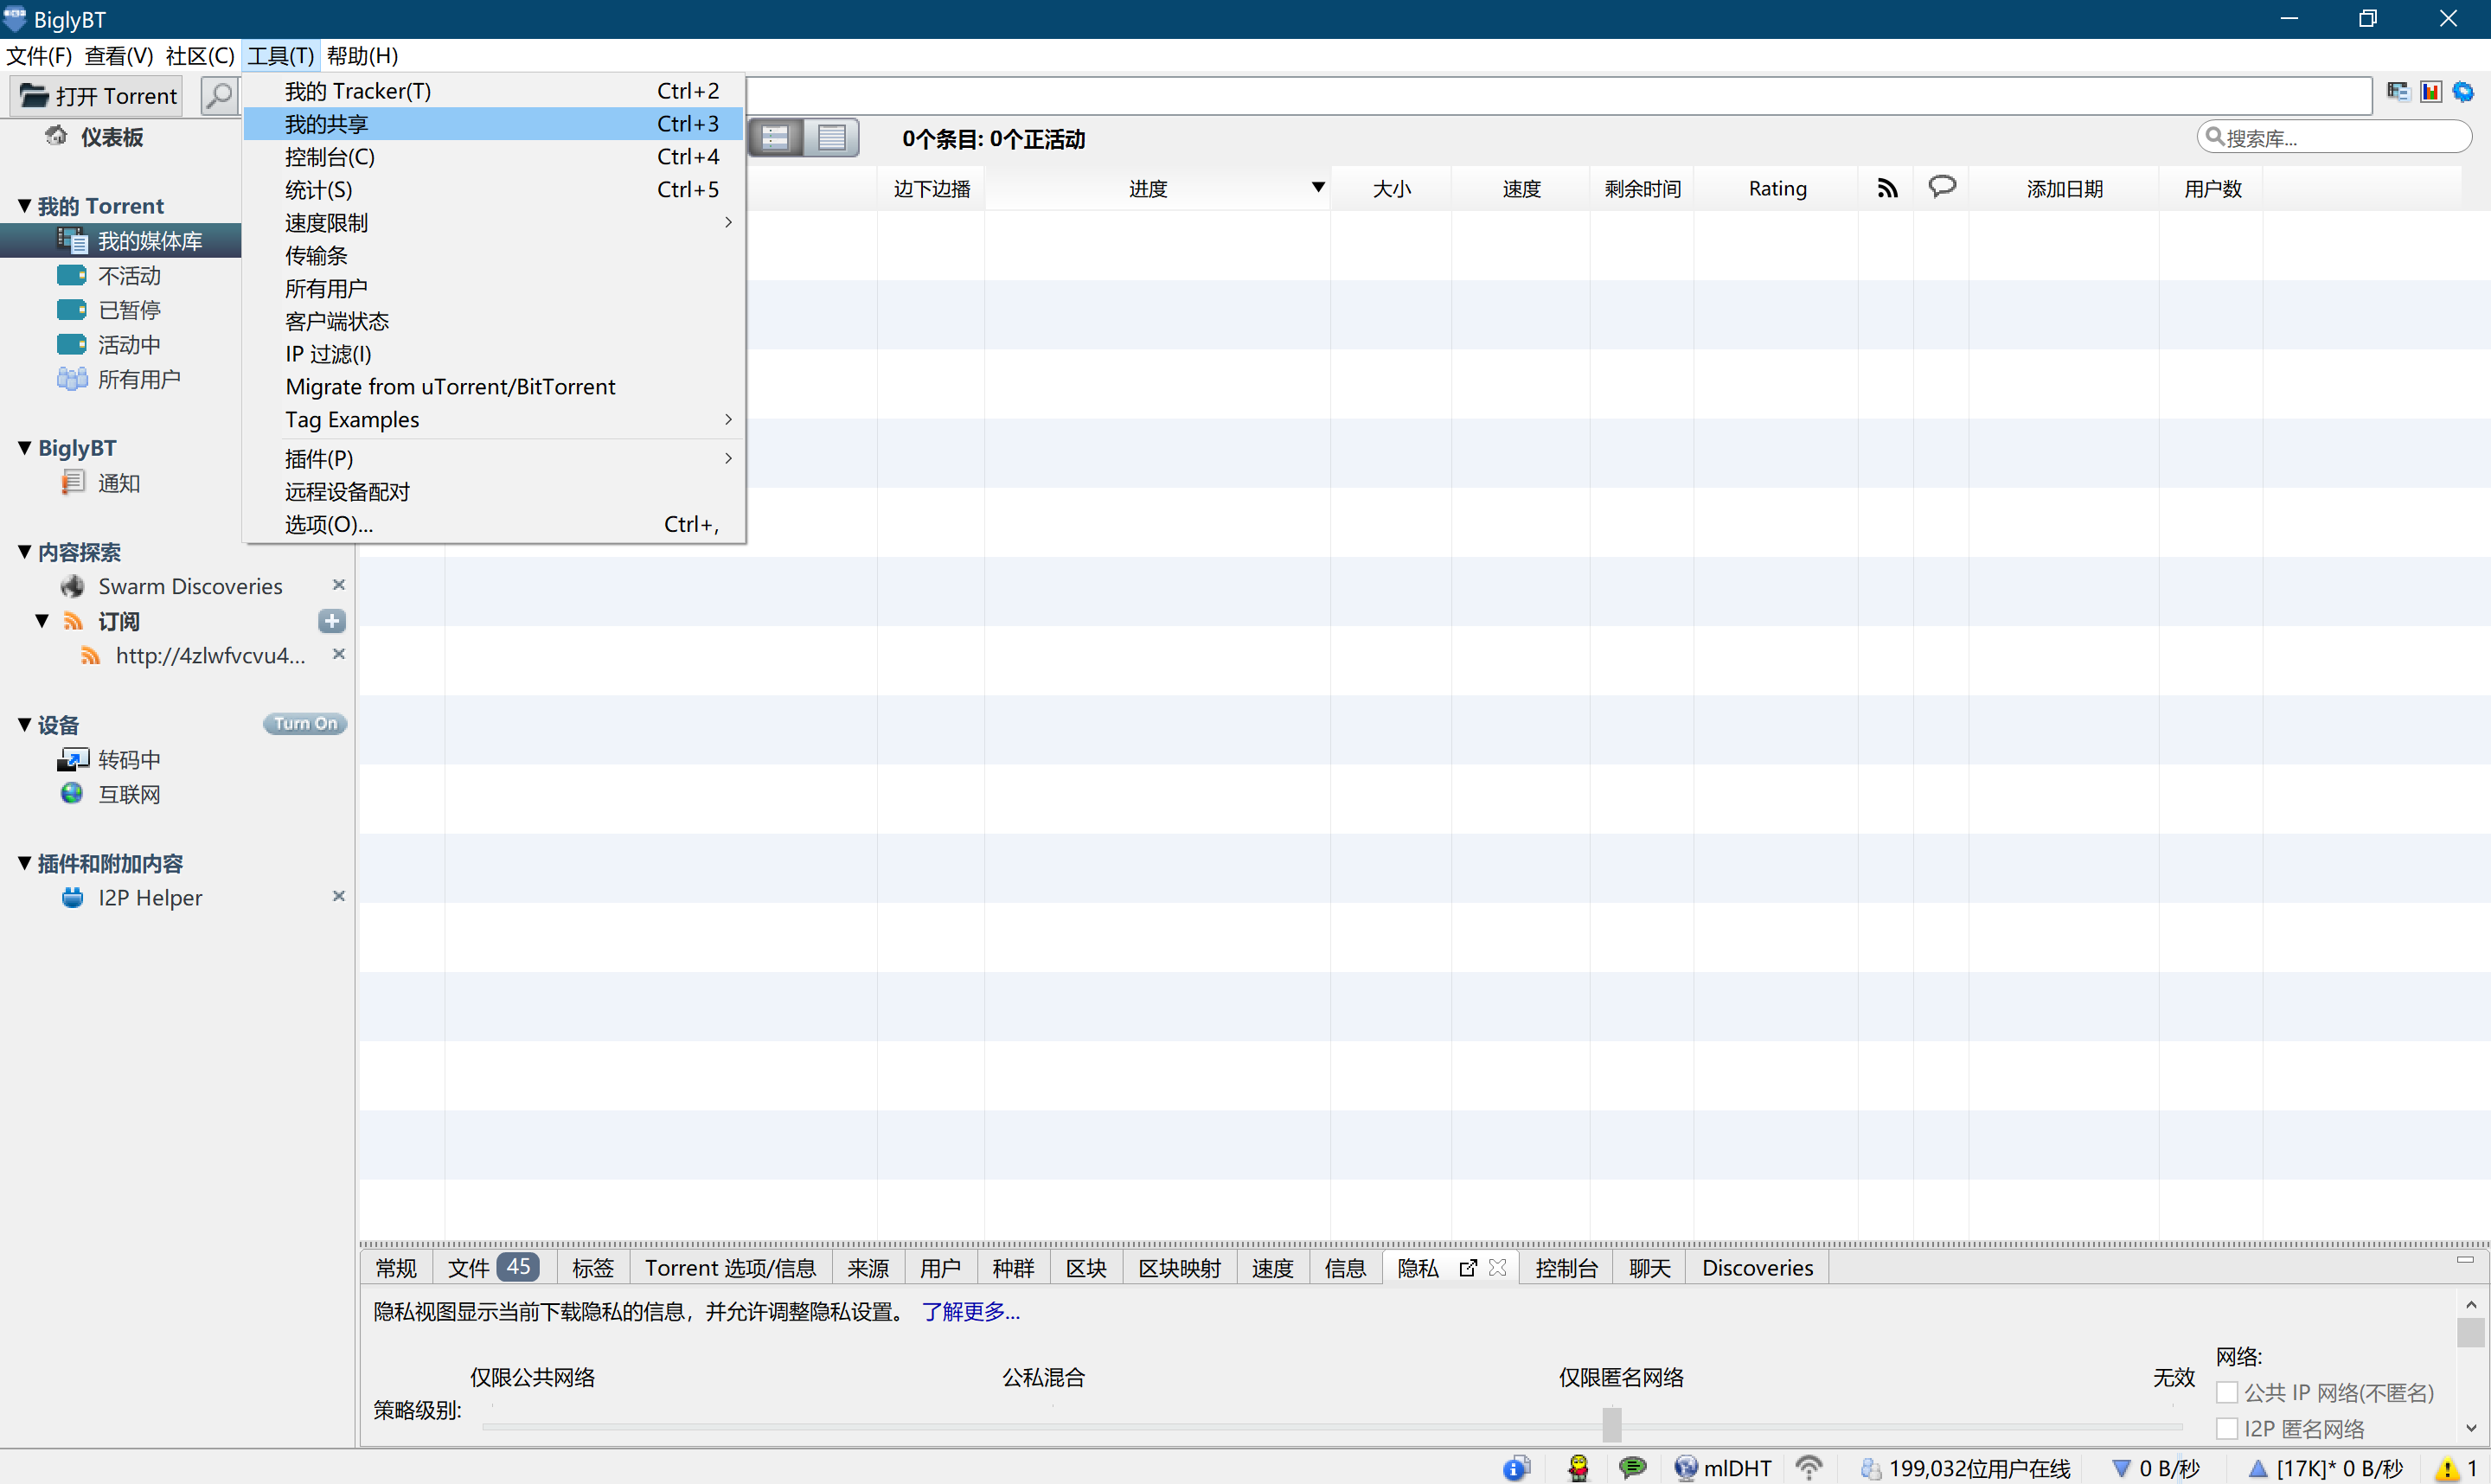 BiglyBT
文件(F) 查看(V) 社区(C) 工具(T) 帮助(H)
打开 Torrent
我的 Tracker(T) Ctrl+2
我的共享 Ctrl+3
控制台(C) Ctrl+4
统计(S) Ctrl+5
速度限制
传输条
所有用户
客户端状态
IP 过滤(I)
Migrate from uTorrent/BitTorrent
Tag Examples
插件(P)
远程设备配对
选项(O)... Ctrl+,
仪表板
我的 Torrent
我的媒体库
不活动
已暂停
活动中
所有用户
BiglyBT
通知
内容探索
Swarm Discoveries
订阅
http://4zlwfvcvu4...
设备 Turn On
转码中
互联网
插件和附加内容
I2P Helper
0个条目: 0个正活动
搜索库...
边下边播 进度 大小 速度 剩余时间 Rating 添加日期 用户数
常规 文件 45 标签 Torrent 选项/信息 来源 用户 种群 区块 区块映射 速度 信息 隐私 控制台 聊天 Discoveries
隐私视图显示当前下载隐私的信息，并允许调整隐私设置。 了解更多...
仅限公共网络 公私混合 仅限匿名网络 无效
策略级别:
网络:
公共 IP 网络(不匿名)
I2P 匿名网络
mlDHT 199,032位用户在线 0 B/秒 [17K]* 0 B/秒 1